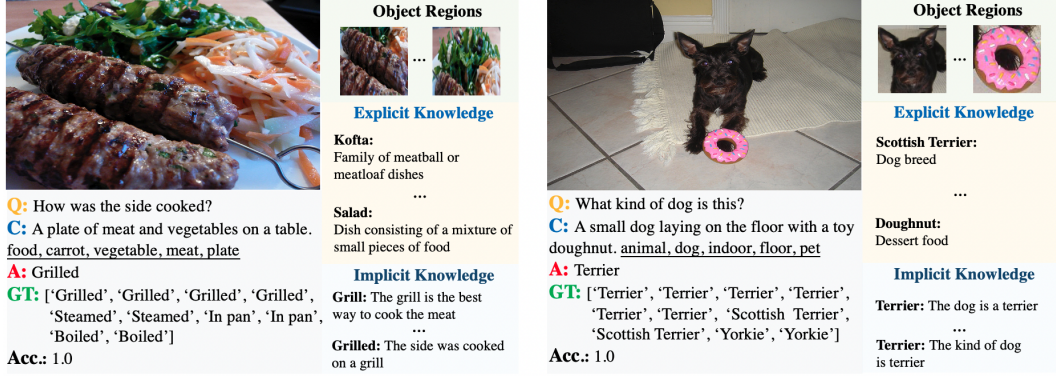 Object Regions
...
Explicit Knowledge
Kofta:
Family of meatball or
meatloaf dishes
...
Salad:
Dish consisting of a mixture of
small pieces of food
Implicit Knowledge
Grill: The grill is the best
way to cook the meat
...
Grilled: The side was cooked
on a grill
Q: How was the side cooked?
C: A plate of meat and vegetables on a table.
food, carrot, vegetable, meat, plate
A: Grilled
GT: [‘Grilled’, ‘Grilled’, ‘Grilled’, ‘Grilled’,
‘Steamed’, ‘Steamed’, ‘In pan’, ‘In pan’,
‘Boiled’, ‘Boiled’]
Acc.: 1.0
Object Regions
...
Explicit Knowledge
Scottish Terrier:
Dog breed
...
Doughnut:
Dessert food
Implicit Knowledge
Terrier: The dog is a terrier
...
Terrier: The kind of dog
is terrier
Q: What kind of dog is this?
C: A small dog laying on the floor with a toy
doughnut. animal, dog, indoor, floor, pet
A: Terrier
GT: [‘Terrier’, ‘Terrier’, ‘Terrier’, ‘Terrier’,
‘Terrier’, ‘Terrier’, ‘Scottish Terrier’,
‘Scottish Terrier’, ‘Yorkie’, ‘Yorkie’]
Acc.: 1.0